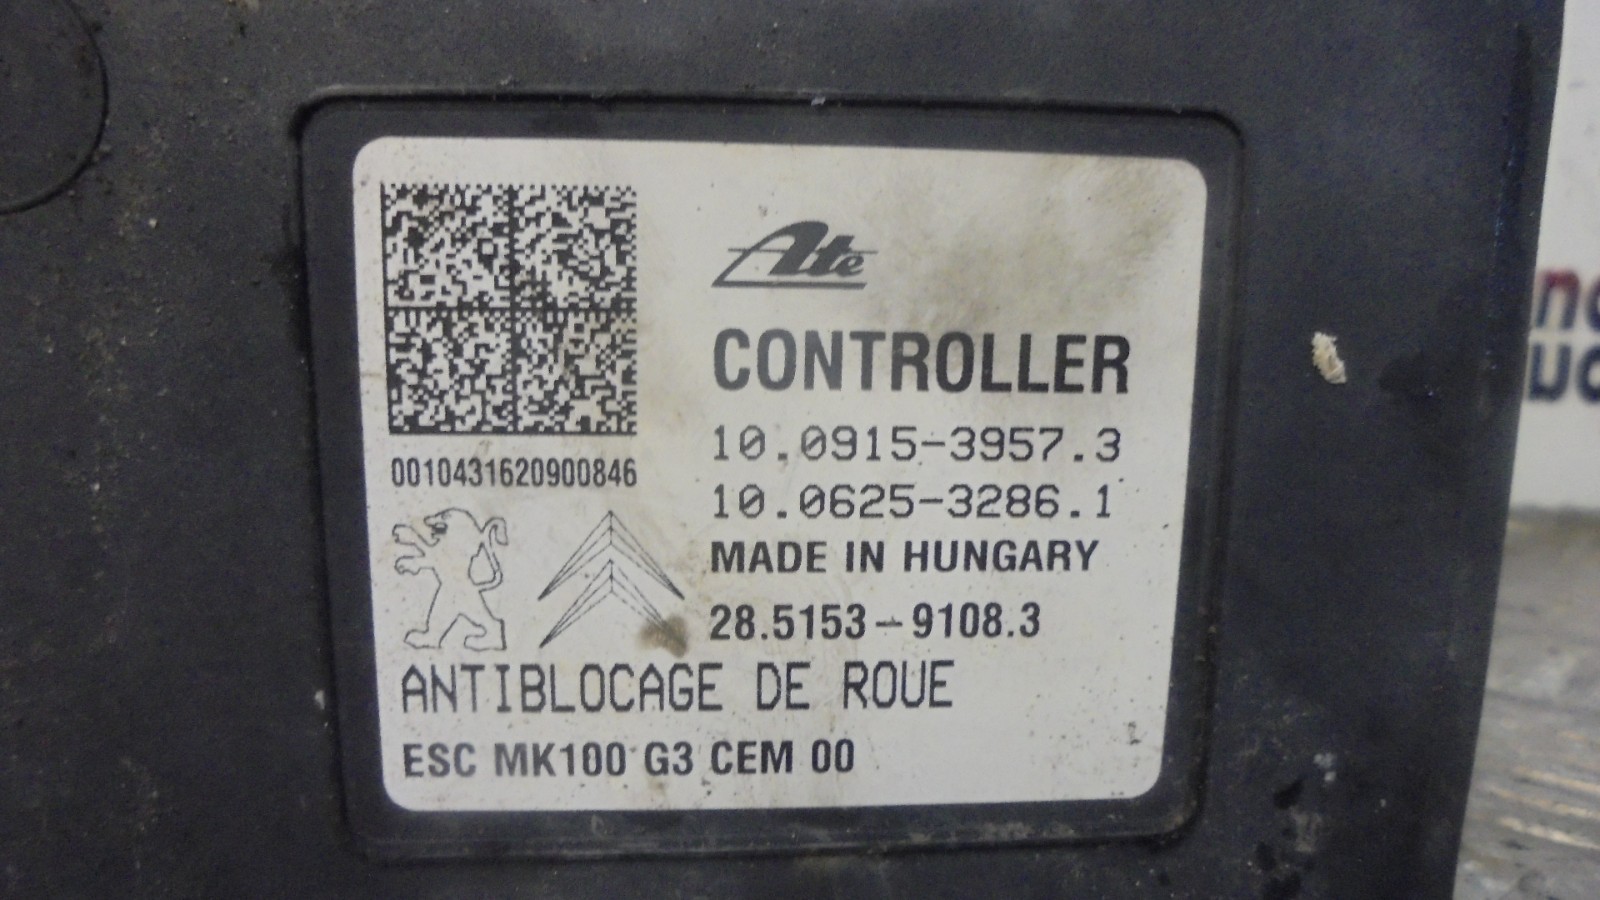 Ate
CONTROLLER
10.0915-3957.3
0010431620900846
10.0625-3286.1
MADE IN HUNGARY
28.5153-9108.3
ANTIBLOCAGE DE ROUE
ESC MK100 G3 CEM 00